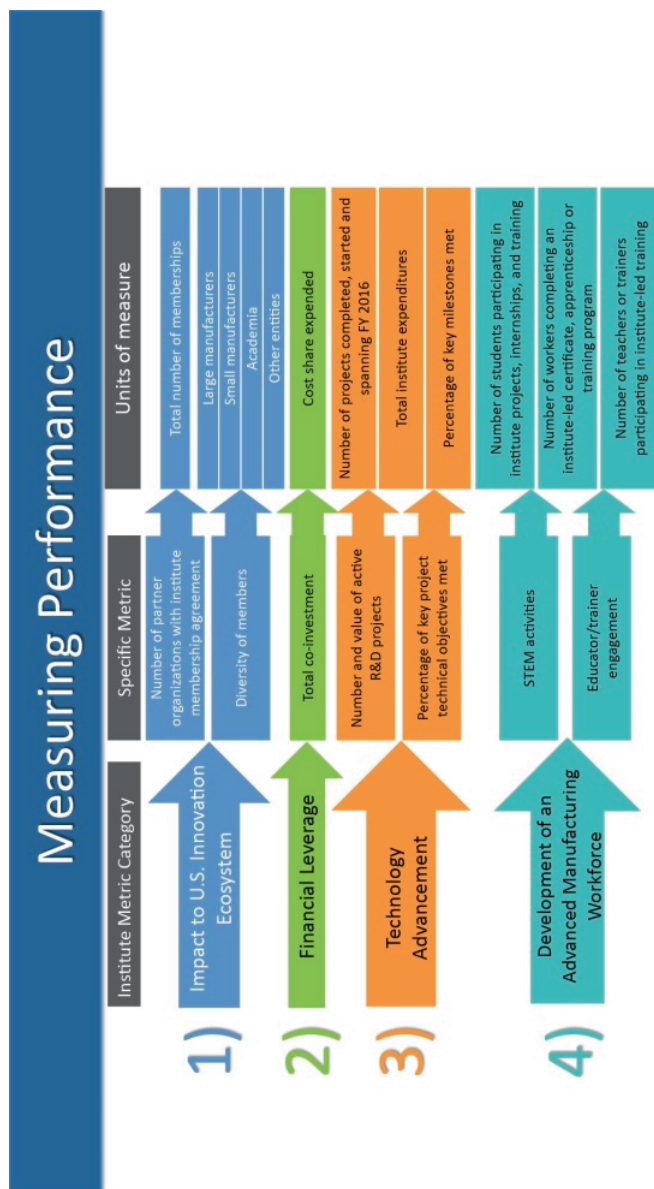 Measuring Performance
Institute Metric Category
Specific Metric
Units of measure
1)
Impact to U.S. Innovation
Ecosystem
Number of partner
organizations with institute
membership agreement
Total number of memberships
Diversity of members
Large manufacturers
Small manufacturers
Academia
Other entities
2)
Financial Leverage
Total co-investment
Cost share expended
3)
Technology
Advancement
Number and value of active
R&D projects
Number of projects completed, started and
spanning FY 2016
Total institute expenditures
Percentage of key project
technical objectives met
Percentage of key milestones met
4)
Development of an
Advanced Manufacturing
Workforce
STEM activities
Number of students participating in
institute projects, internships, and training
Number of workers completing an
institute-led certificate, apprenticeship or
training program
Educator/trainer
engagement
Number of teachers or trainers
participating in institute-led training